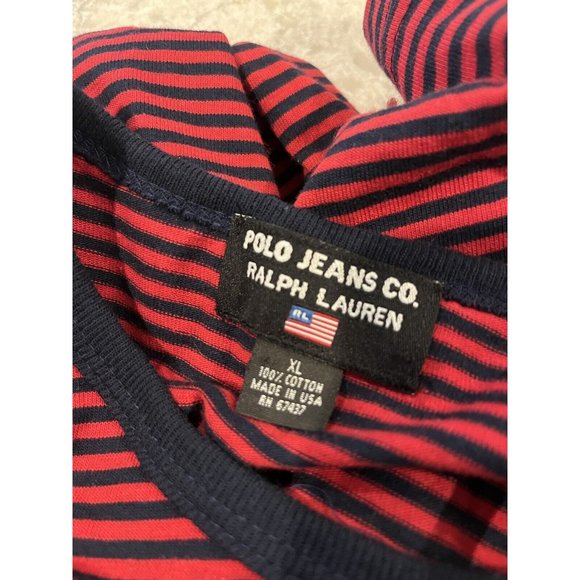 POLO JEANS CO.
RALPH LAUREN
RL
XL
100% COTTON
MADE IN USA
RN 67437